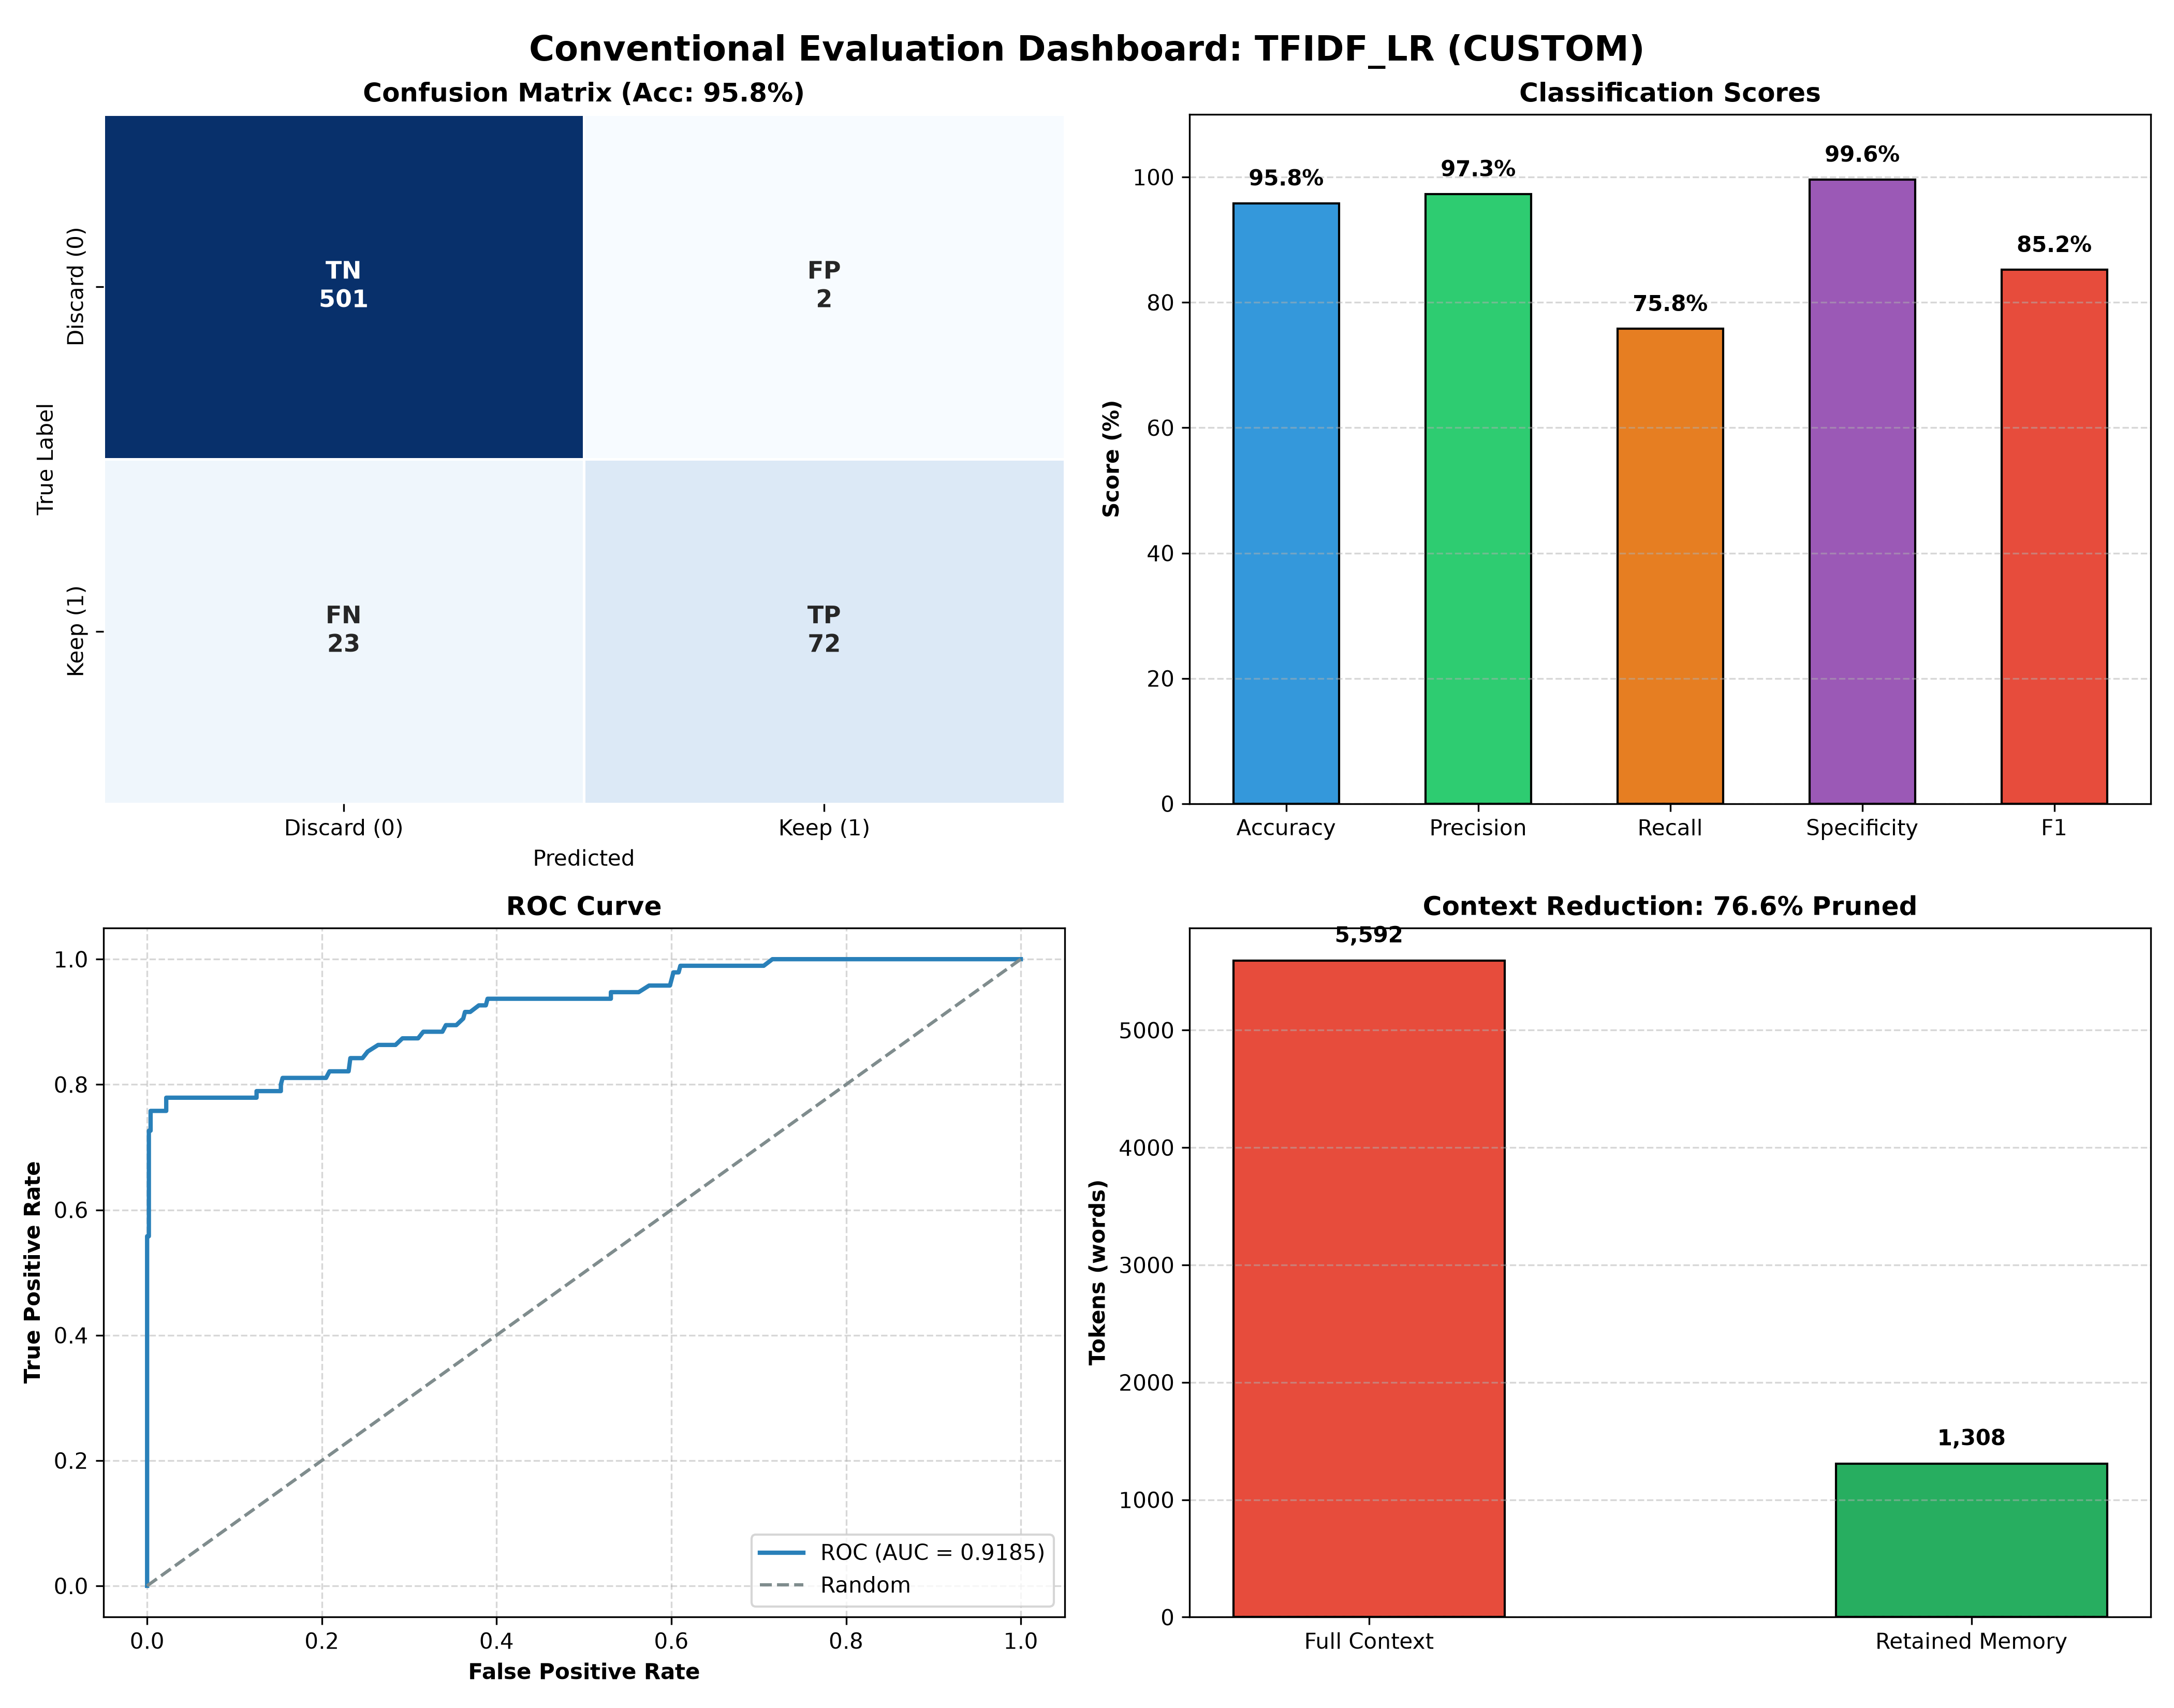 Conventional Evaluation Dashboard: TFIDF_LR (CUSTOM)
Confusion Matrix (Acc: 95.8%)
True Label
Discard (0)
Keep (1)
TN
501
FP
2
FN
23
TP
72
Discard (0)
Keep (1)
Predicted
Classification Scores
Score (%)
100
80
60
40
20
0
95.8%
97.3%
75.8%
99.6%
85.2%
Accuracy
Precision
Recall
Specificity
F1
ROC Curve
True Positive Rate
1.0
0.8
0.6
0.4
0.2
0.0
ROC (AUC = 0.9185)
Random
0.0
0.2
0.4
0.6
0.8
1.0
False Positive Rate
Context Reduction: 76.6% Pruned
Tokens (words)
5000
4000
3000
2000
1000
0
5,592
1,308
Full Context
Retained Memory